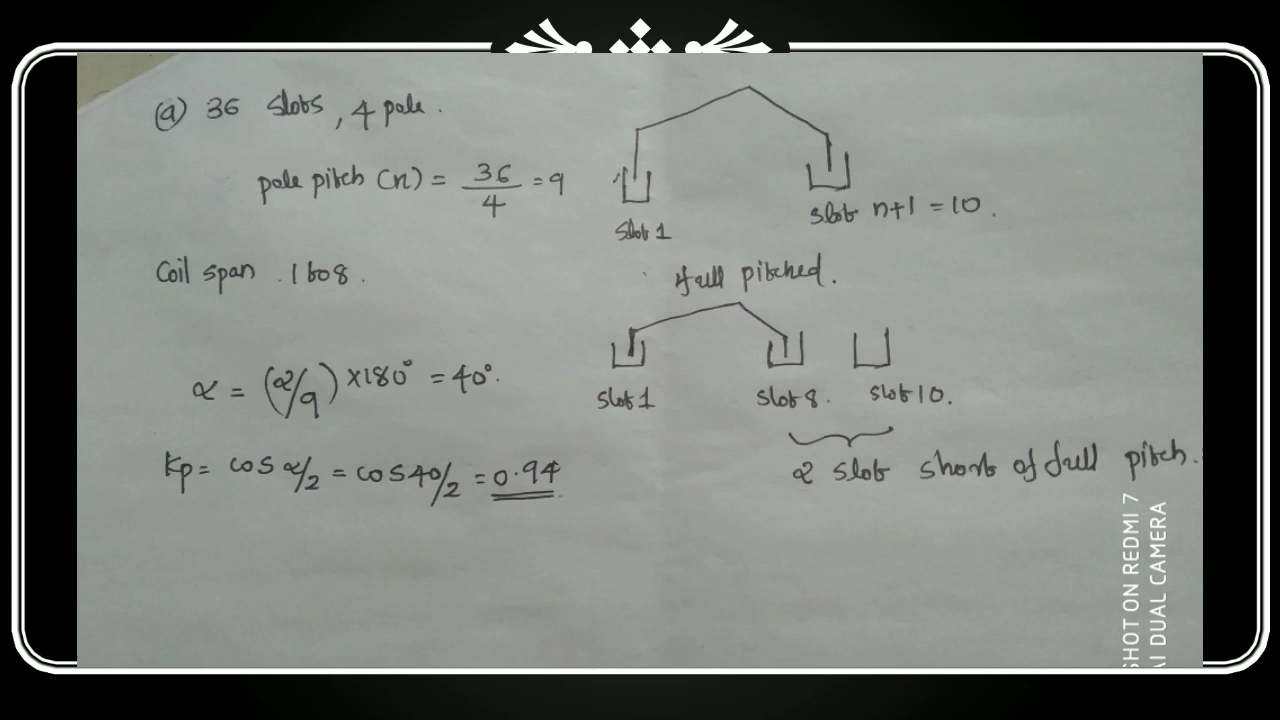 (a) 36 slots, 4 pole.
pole pitch (n) = 36/4 = 9
slot 1
slot n+1 = 10.
full pitched.
Coil span . 1 to 8.
α = (2/9) ×180° = 40°.
slot 1
slot 8.
slot 10.
2 slot short of full pitch.
Kp = cos α/2 = cos 40/2 = 0.94.
SHOT ON REDMI 7
AI DUAL CAMERA